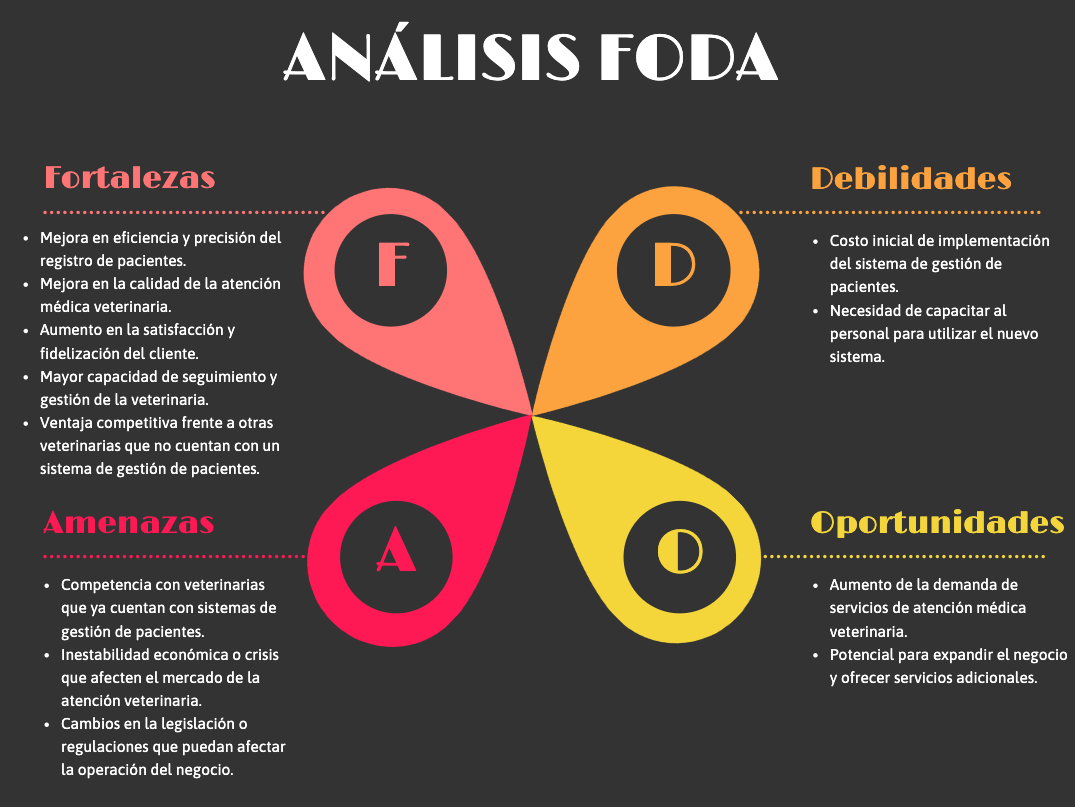 ANÁLISIS FODA
Fortalezas
• Mejora en eficiencia y precisión del
registro de pacientes.
• Mejora en la calidad de la atención
médica veterinaria.
• Aumento en la satisfacción y
fidelización del cliente.
• Mayor capacidad de seguimiento y
gestión de la veterinaria.
• Ventaja competitiva frente a otras
veterinarias que no cuentan con un
sistema de gestión de pacientes.
F
D
Debilidades
• Costo inicial de implementación
del sistema de gestión de
pacientes.
• Necesidad de capacitar al
personal para utilizar el nuevo
sistema.
Amenazas
• Competencia con veterinarias
que ya cuentan con sistemas de
gestión de pacientes.
• Inestabilidad económica o crisis
que afecten el mercado de la
atención veterinaria.
• Cambios en la legislación o
regulaciones que puedan afectar
la operación del negocio.
A
O
Oportunidades
• Aumento de la demanda de
servicios de atención médica
veterinaria.
• Potencial para expandir el negocio
y ofrecer servicios adicionales.